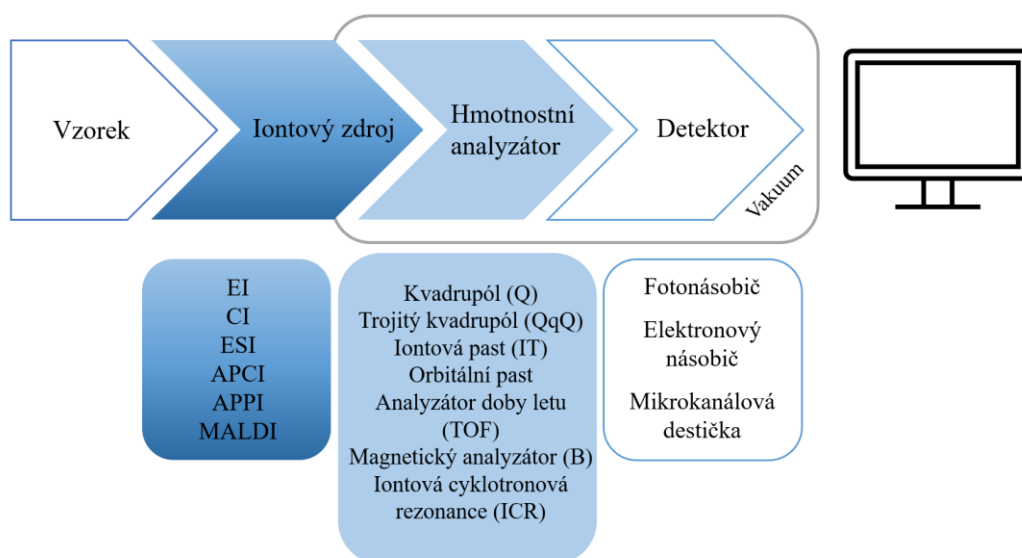 Vzorek
Iontový zdroj
Hmotnostní
analyzátor
Detektor
Vakuum
EI
CI
ESI
APCI
APPI
MALDI
Kvadrupól (Q)
Trojitý kvadrupól (QqQ)
Iontová past (IT)
Orbitální past
Analyzátor doby letu
(TOF)
Magnetický analyzátor (B)
Iontová cyklotronová
rezonance (ICR)
Fotonásobič
Elektronový
násobič
Mikrokanálová
destička